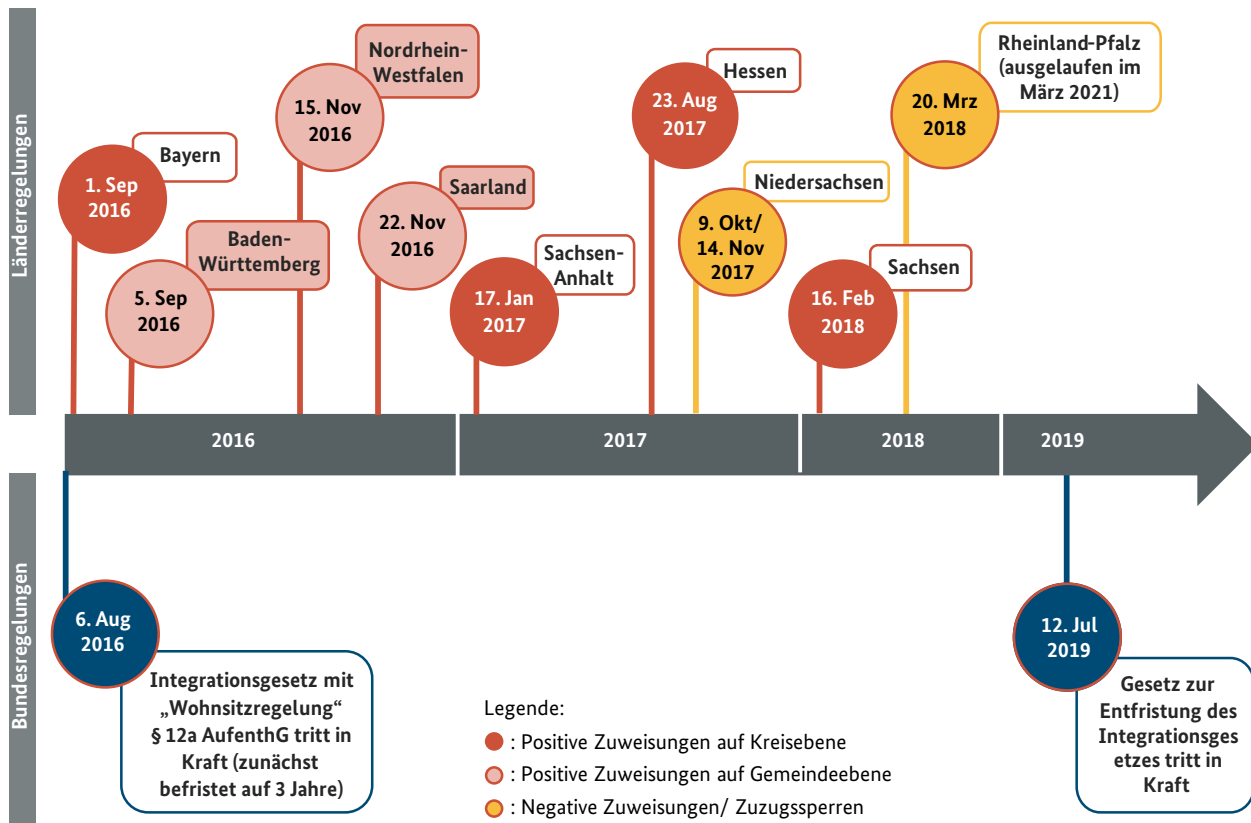 Länderregelungen
1. Sep
2016
Bayern
5. Sep
2016
Baden-
Württemberg
15. Nov
2016
Nordrhein-
Westfalen
22. Nov
2016
Saarland
17. Jan
2017
Sachsen-
Anhalt
23. Aug
2017
Hessen
9. Okt/
14. Nov
2017
Niedersachsen
16. Feb
2018
Sachsen
20. Mrz
2018
Rheinland-Pfalz
(ausgelaufen im
März 2021)
2016
2017
2018
2019
Bundesregelungen
6. Aug
2016
Integrationsgesetz mit
„Wohnsitzregelung“
§ 12a AufenthG tritt in
Kraft (zunächst
befristet auf 3 Jahre)
Legende:
: Positive Zuweisungen auf Kreisebene
: Positive Zuweisungen auf Gemeindeebene
: Negative Zuweisungen/ Zuzugssperren
12. Jul
2019
Gesetz zur
Entfristung des
Integrationsges
etzes tritt in
Kraft